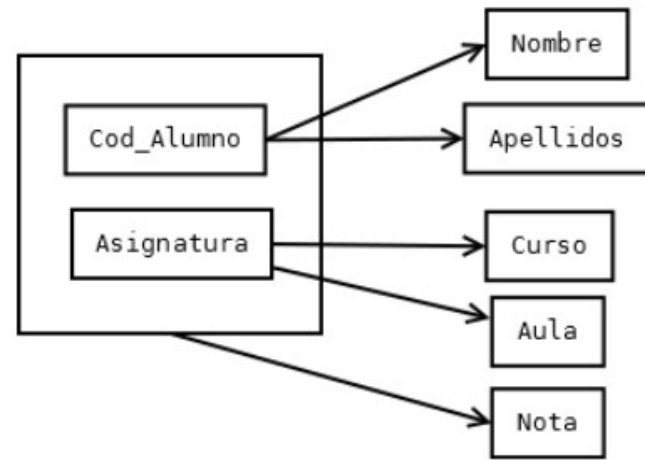 Nombre
Cod_Alumno
Apellidos
Asignatura
Curso
Aula
Nota